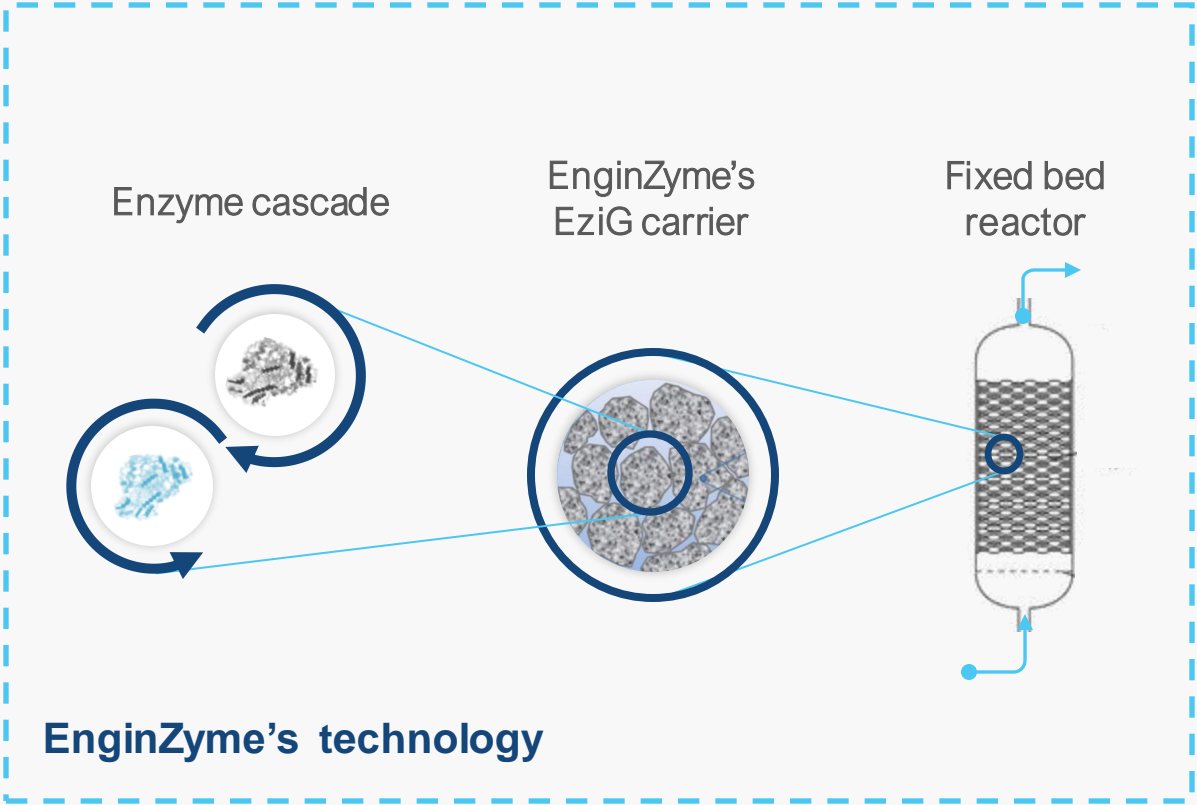 Enzyme cascade
EnginZyme’s
EziG carrier
Fixed bed
reactor
EnginZyme’s technology